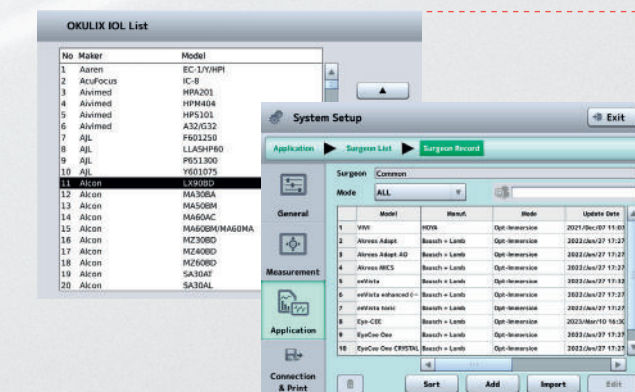 OKULIX IOL List
No Maker Model
1 Aaren EC-1/Y/HPI
2 AcuFocus IC-8
3 Aivimed HPA201
4 Aivimed HPM404
5 Aivimed HPS101
6 Aivimed A32/G32
7 AJL F601250
8 AJL LLASHP60
9 AJL P651300
10 AJL Y601075
11 Alcon LX90BD
12 Alcon MA30BA
13 Alcon MA50BM
14 Alcon MA60AC
15 Alcon MA60BM/MA60MA
16 Alcon MZ30BD
17 Alcon MZ40BD
18 Alcon MZ60BD
19 Alcon SA30AT
20 Alcon SA30AL
System Setup
Exit
Application Surgeon List Surgeon Record
General
Measurement
Application
Connection
& Print
Surgeon Common
Mode ALL
Model Manuf. Mode Update Date
1 VIVI HOYA Opt-Immersion 2021/Dec/07 11:03
2 Akreos Adapt Bausch + Lomb Opt-Immersion 2022/Jan/27 17:27
3 Akreos Adapt AO Bausch + Lomb Opt-Immersion 2022/Jan/27 17:27
4 Akreos MICS Bausch + Lomb Opt-Immersion 2022/Jan/27 17:27
5 enVista Bausch + Lomb Opt-Immersion 2022/Jan/27 17:32
6 enVista enhanced Bausch + Lomb Opt-Immersion 2022/Jan/27 17:27
7 enVista toric Bausch + Lomb Opt-Immersion 2022/Jan/27 17:27
8 Eye-CEE Bausch + Lomb Opt-Immersion 2023/Mar/10 16:30
9 EyeCee One Bausch + Lomb Opt-Immersion 2022/Jan/27 17:27
10 EyeCee One CRYSTAL Bausch + Lomb Opt-Immersion 2022/Jan/27 17:27
Sort Add Import Edit